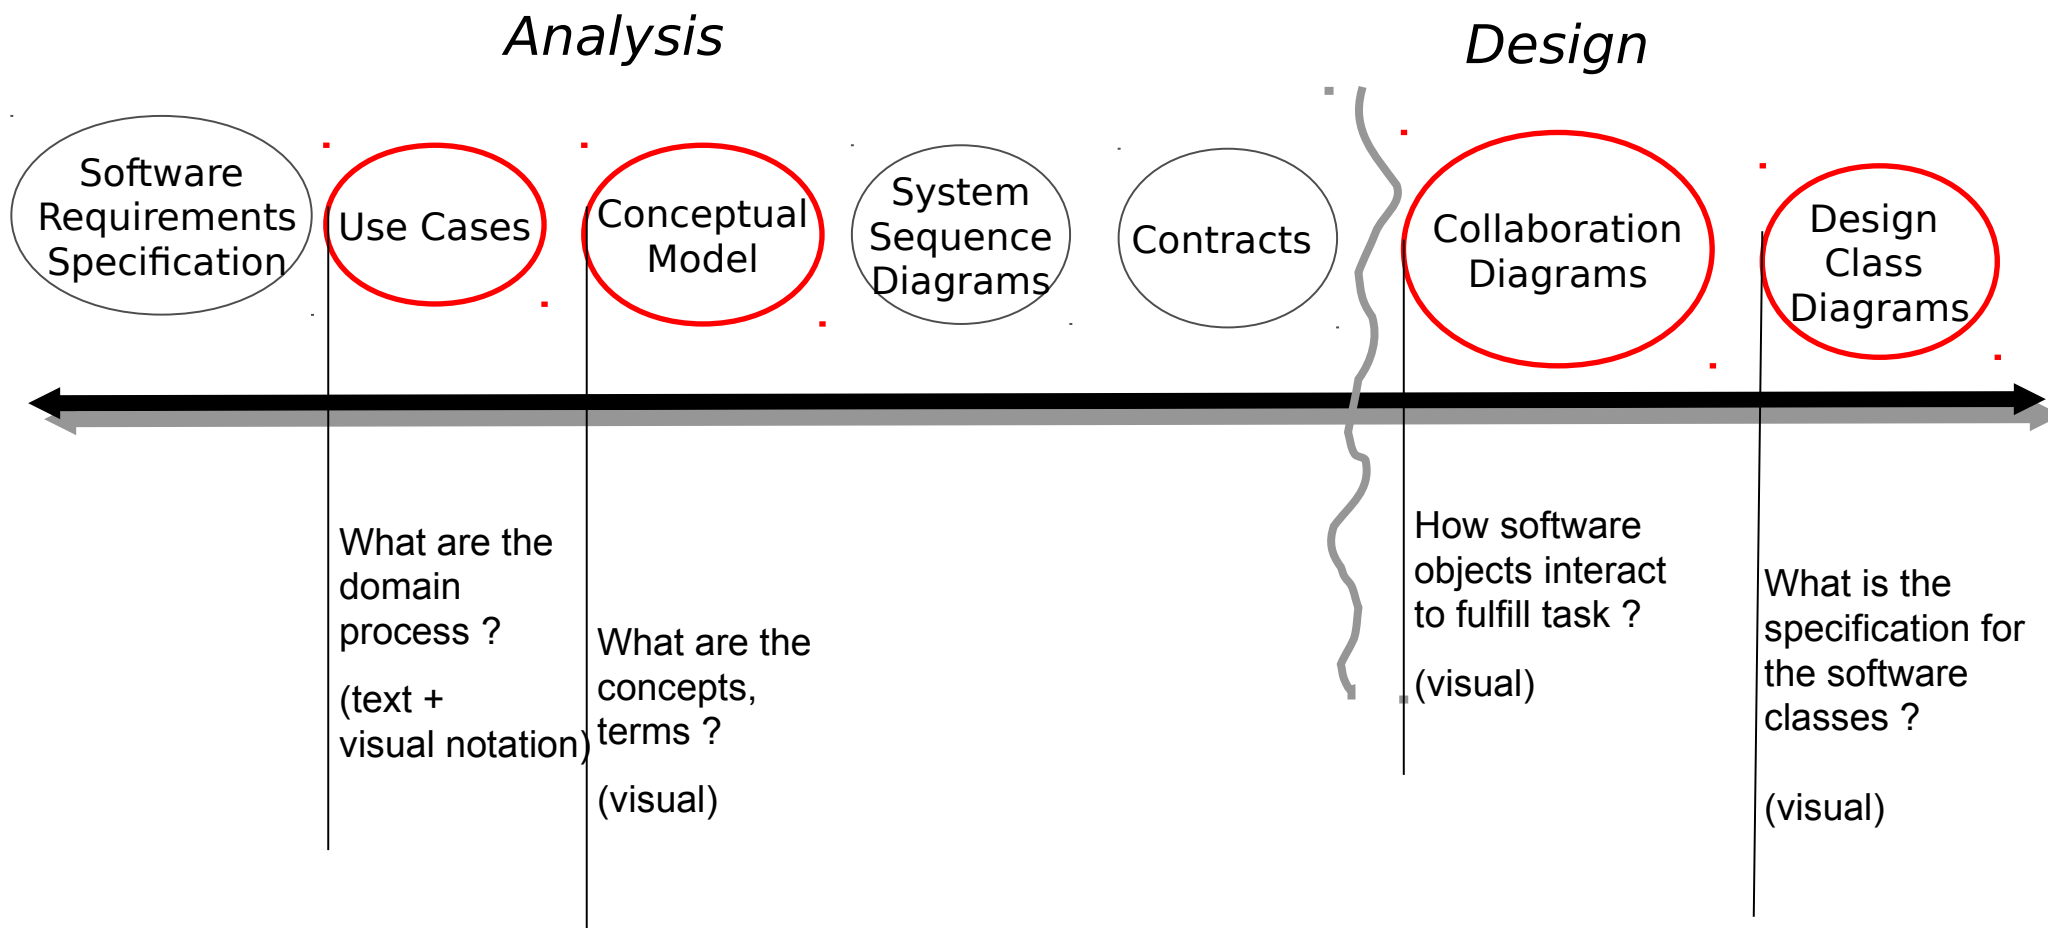 Analysis
Design
Software
Requirements
Specification
Use Cases
Conceptual
Model
System
Sequence
Diagrams
Contracts
Collaboration
Diagrams
Design
Class
Diagrams
What are the
domain
process ?
(text +
visual notation)
What are the
concepts,
terms ?
(visual)
How software
objects interact
to fulfill task ?
(visual)
What is the
specification for
the software
classes ?
(visual)